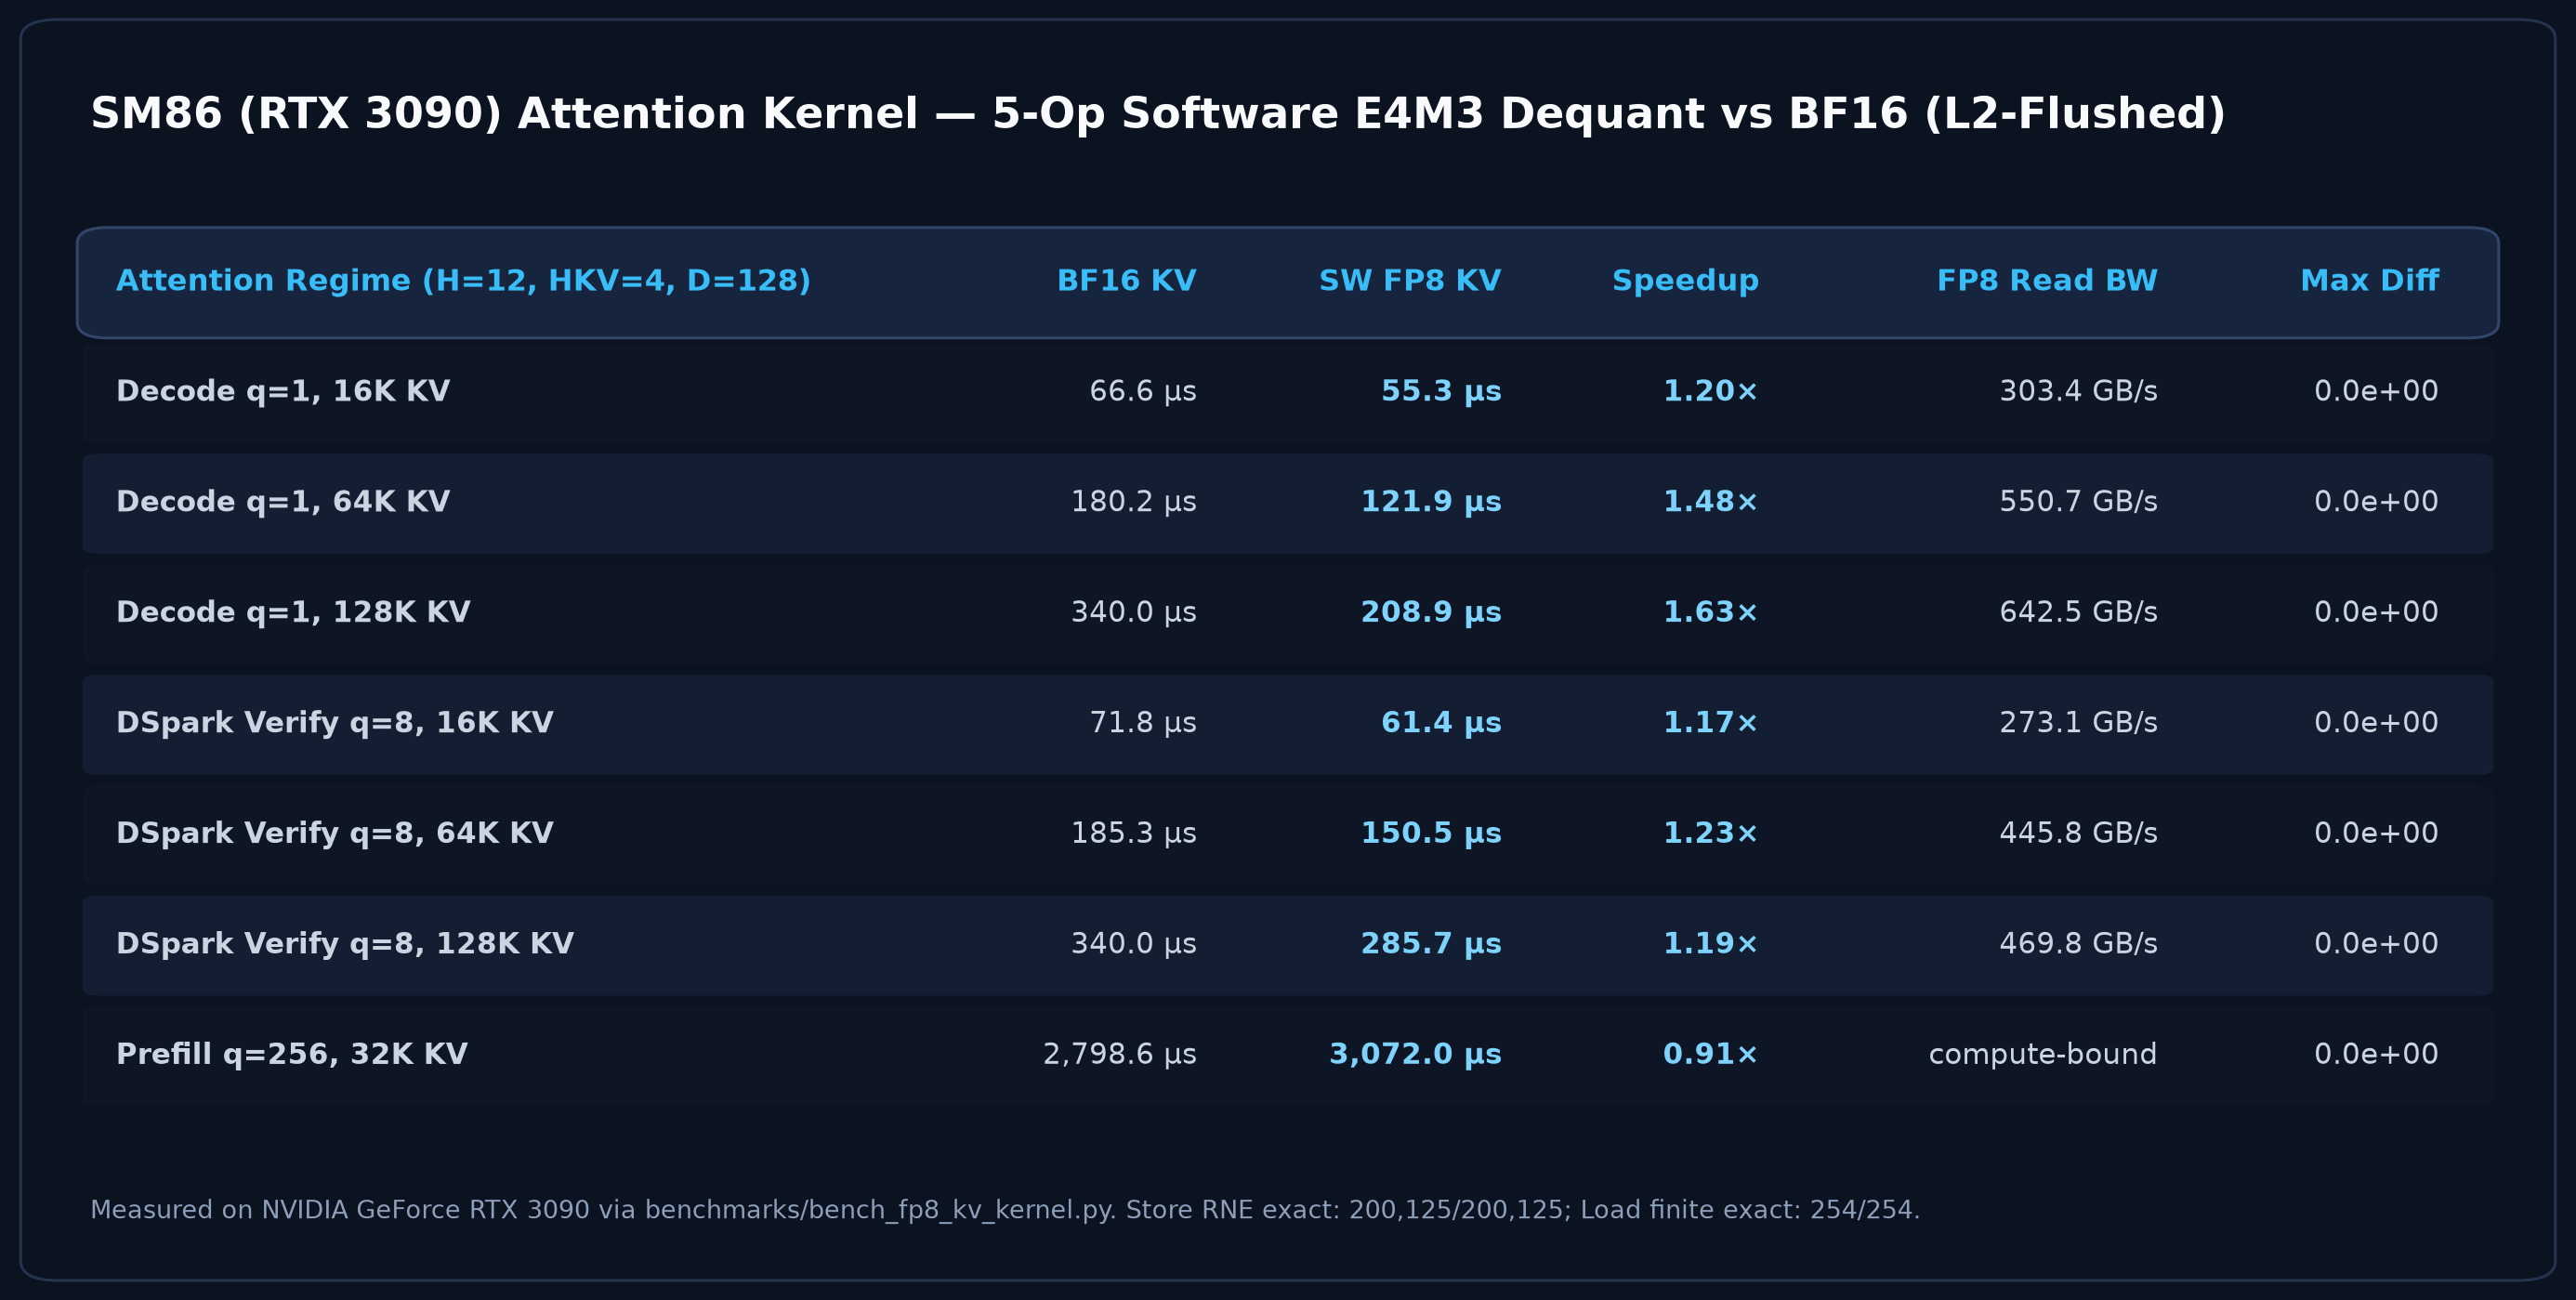 SM86 (RTX 3090) Attention Kernel — 5-Op Software E4M3 Dequant vs BF16 (L2-Flushed)
Attention Regime (H=12, HKV=4, D=128) BF16 KV SW FP8 KV Speedup FP8 Read BW Max Diff
Decode q=1, 16K KV 66.6 µs 55.3 µs 1.20× 303.4 GB/s 0.0e+00
Decode q=1, 64K KV 180.2 µs 121.9 µs 1.48× 550.7 GB/s 0.0e+00
Decode q=1, 128K KV 340.0 µs 208.9 µs 1.63× 642.5 GB/s 0.0e+00
DSpark Verify q=8, 16K KV 71.8 µs 61.4 µs 1.17× 273.1 GB/s 0.0e+00
DSpark Verify q=8, 64K KV 185.3 µs 150.5 µs 1.23× 445.8 GB/s 0.0e+00
DSpark Verify q=8, 128K KV 340.0 µs 285.7 µs 1.19× 469.8 GB/s 0.0e+00
Prefill q=256, 32K KV 2,798.6 µs 3,072.0 µs 0.91× compute-bound 0.0e+00
Measured on NVIDIA GeForce RTX 3090 via benchmarks/bench_fp8_kv_kernel.py. Store RNE exact: 200,125/200,125; Load finite exact: 254/254.